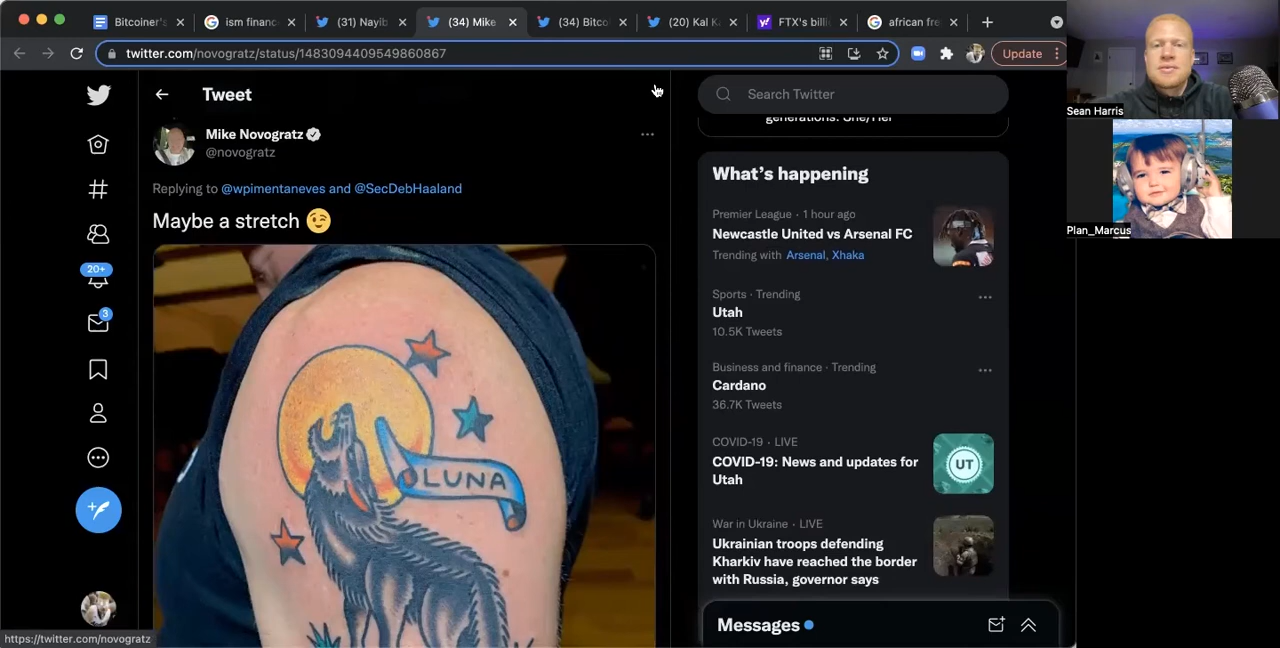 Bitcoiner's
ism financ
(31) Nayib
(34) Mike
(34) Bitco
(20) Kal K
FTX's bill
african fre
twitter.com/novogratz/status/1483094409549860867
Update
Sean Harris
Plan_Marcus
Tweet
Mike Novogratz
@novogratz
Replying to @wpimentaneves and @SecDebHaaland
Maybe a stretch 😉
LUNA
20+
3
https://twitter.com/novogratz
Search Twitter
generations. She/Her
What's happening
Premier League · 1 hour ago
Newcastle United vs Arsenal FC
Trending with Arsenal, Xhaka
Sports · Trending
Utah
10.5K Tweets
Business and finance · Trending
Cardano
36.7K Tweets
COVID-19 · LIVE
COVID-19: News and updates for
Utah
UT
War in Ukraine · LIVE
Ukrainian troops defending
Kharkiv have reached the border
with Russia, governor says
Messages